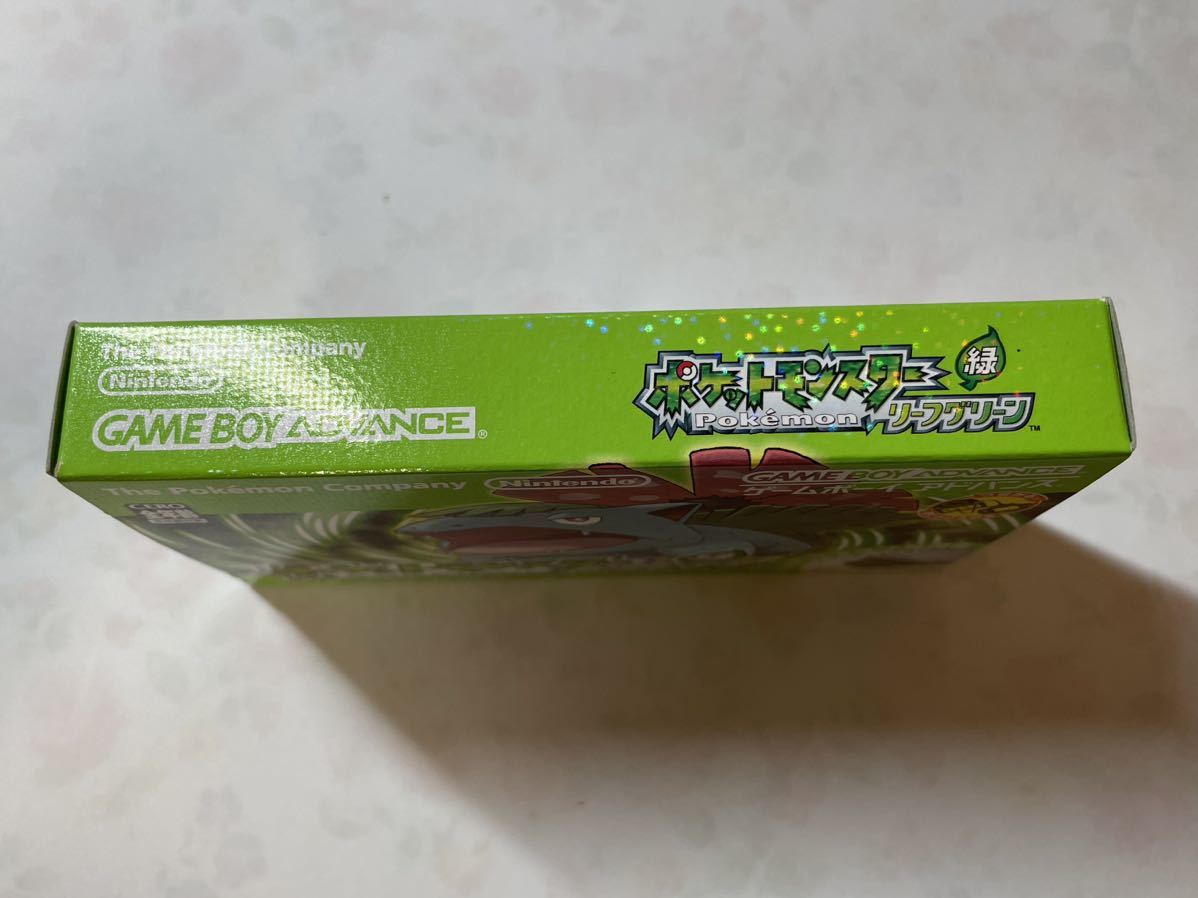 The Pokémon Company
Nintendo
GAME BOY ADVANCE
ポケットモンスター
緑
Pokémon
リーフグリーン
TM
The Pokémon Company
Nintendo
GAME BOY ADVANCE
ゲームボーイアドバンス
CERO